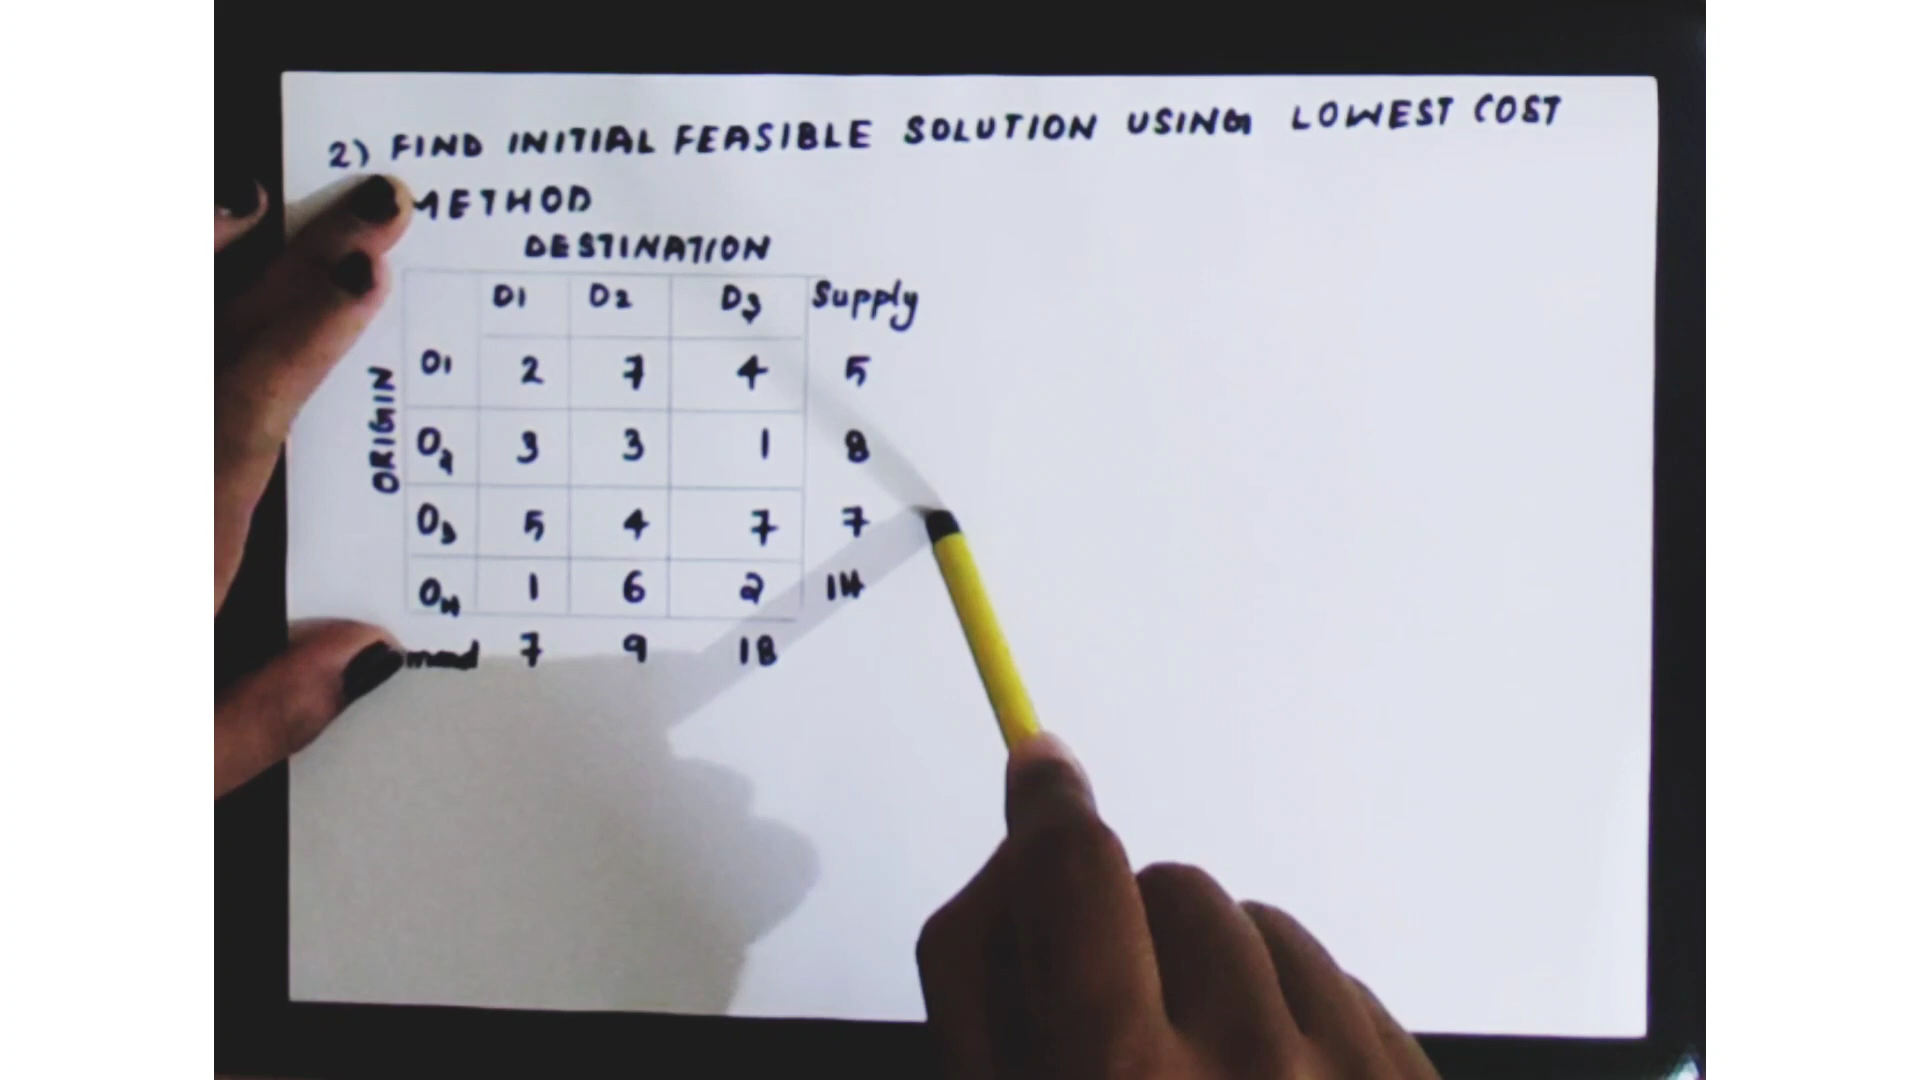 2) FIND INITIAL FEASIBLE SOLUTION USING LOWEST COST
METHOD
DESTINATION
D1 D2 D3 Supply
ORIGIN
O1 2 7 4 5
O2 3 3 1 8
O3 5 4 7 7
O4 1 6 2 14
7 9 18